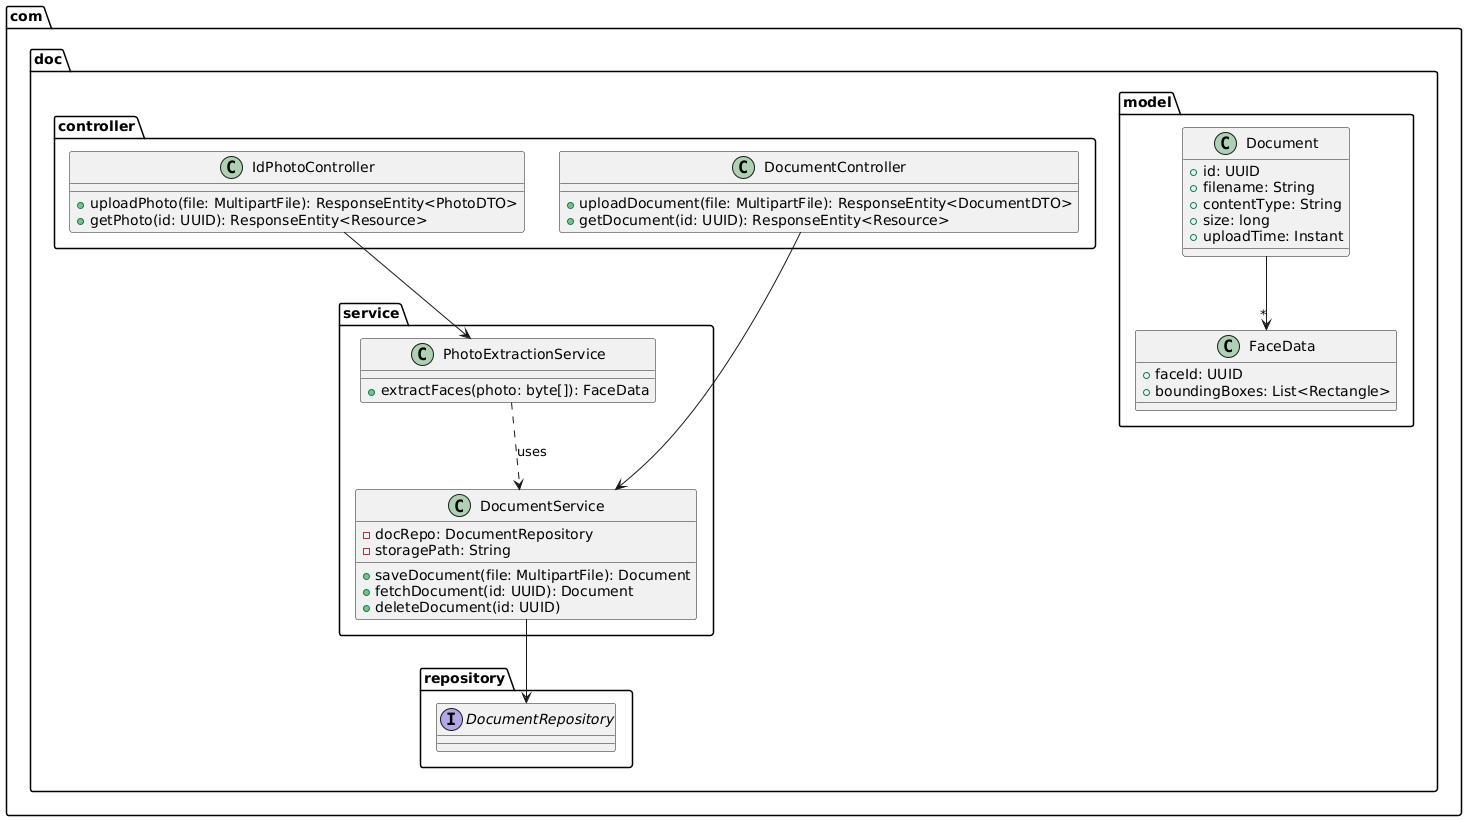 com
doc
controller
C IdPhotoController
uploadPhoto(file: MultipartFile): ResponseEntity<PhotoDTO>
getPhoto(id: UUID): ResponseEntity<Resource>
C DocumentController
uploadDocument(file: MultipartFile): ResponseEntity<DocumentDTO>
getDocument(id: UUID): ResponseEntity<Resource>
model
C Document
id: UUID
filename: String
contentType: String
size: long
uploadTime: Instant
*
C FaceData
faceId: UUID
boundingBoxes: List<Rectangle>
service
C PhotoExtractionService
extractFaces(photo: byte[]): FaceData
uses
C DocumentService
docRepo: DocumentRepository
storagePath: String
saveDocument(file: MultipartFile): Document
fetchDocument(id: UUID): Document
deleteDocument(id: UUID)
repository
I DocumentRepository